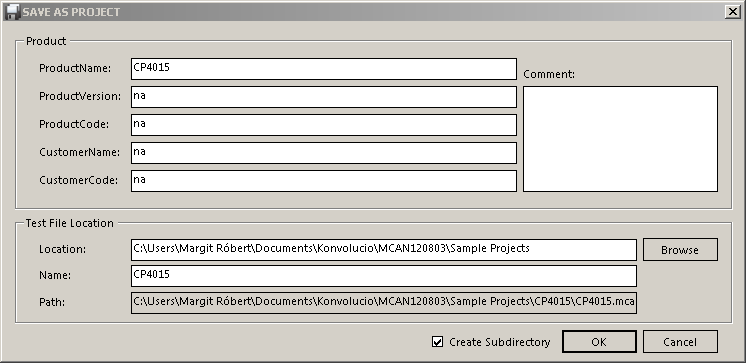 SAVE AS PROJECT
Product
ProductName: CP4015
Comment:
ProductVersion: na
ProductCode: na
CustomerName: na
CustomerCode: na
Test File Location
Location: C:\Users\Margit Róbert\Documents\Konvolucio\MCAN120803\Sample Projects Browse
Name: CP4015
Path: C:\Users\Margit Róbert\Documents\Konvolucio\MCAN120803\Sample Projects\CP4015\CP4015.mca
Create Subdirectory OK Cancel